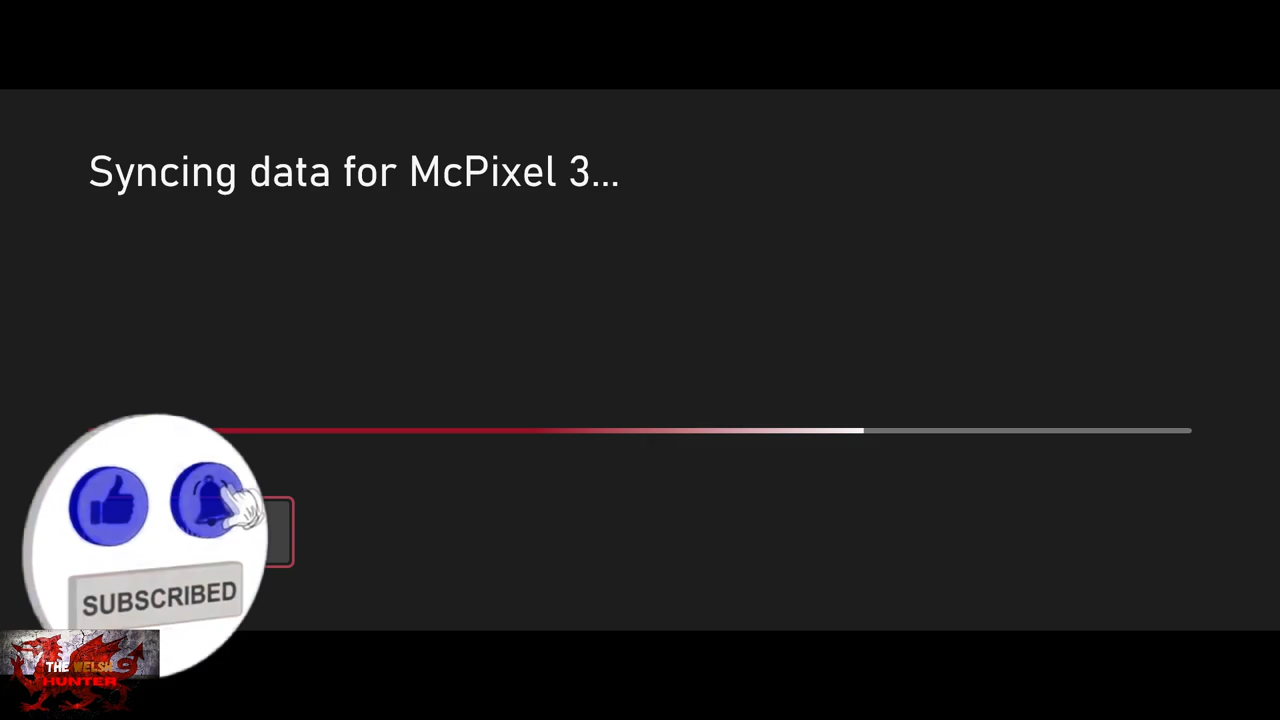 Syncing data for McPixel 3...
SUBSCRIBED
THE WELSH
HUNTER